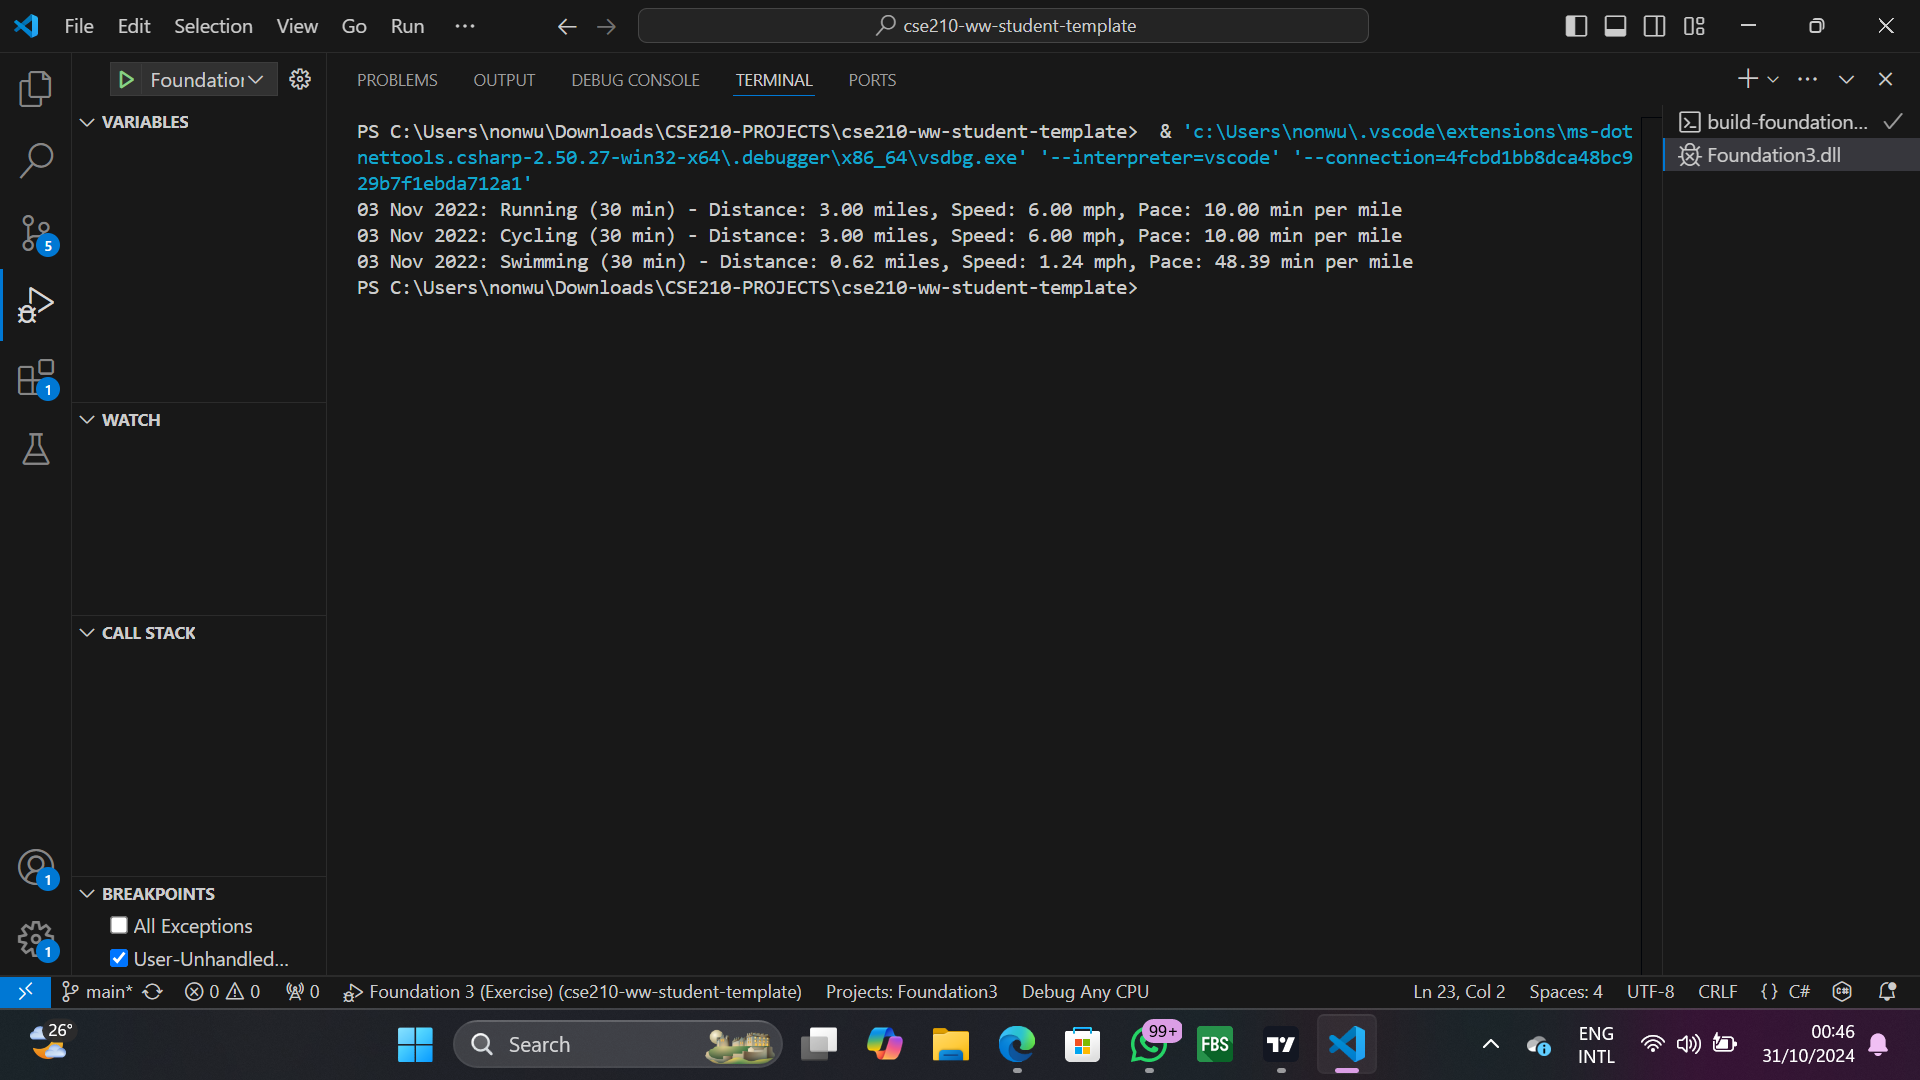 File Edit Selection View Go Run ... cse210-ww-student-template
Foundation
PROBLEMS OUTPUT DEBUG CONSOLE TERMINAL PORTS
VARIABLES
WATCH
CALL STACK
BREAKPOINTS
All Exceptions
User-Unhandled...
5
1
1
1
PS C:\Users\nonwu\Downloads\CSE210-PROJECTS\cse210-ww-student-template>  & 'c:\Users\nonwu\.vscode\extensions\ms-dot
nettools.csharp-2.50.27-win32-x64\.debugger\x86_64\vsdbg.exe' '--interpreter=vscode' '--connection=4fcbd1bb8dca48bc9
29b7f1ebda712a1'
03 Nov 2022: Running (30 min) - Distance: 3.00 miles, Speed: 6.00 mph, Pace: 10.00 min per mile
03 Nov 2022: Cycling (30 min) - Distance: 3.00 miles, Speed: 6.00 mph, Pace: 10.00 min per mile
03 Nov 2022: Swimming (30 min) - Distance: 0.62 miles, Speed: 1.24 mph, Pace: 48.39 min per mile
PS C:\Users\nonwu\Downloads\CSE210-PROJECTS\cse210-ww-student-template>
build-foundation...
Foundation3.dll
main* 0 0 0 Foundation 3 (Exercise) (cse210-ww-student-template) Projects: Foundation3 Debug Any CPU Ln 23, Col 2 Spaces: 4 UTF-8 CRLF {} C#
26°
Search
99+
FBS
ENG
INTL
00:46
31/10/2024